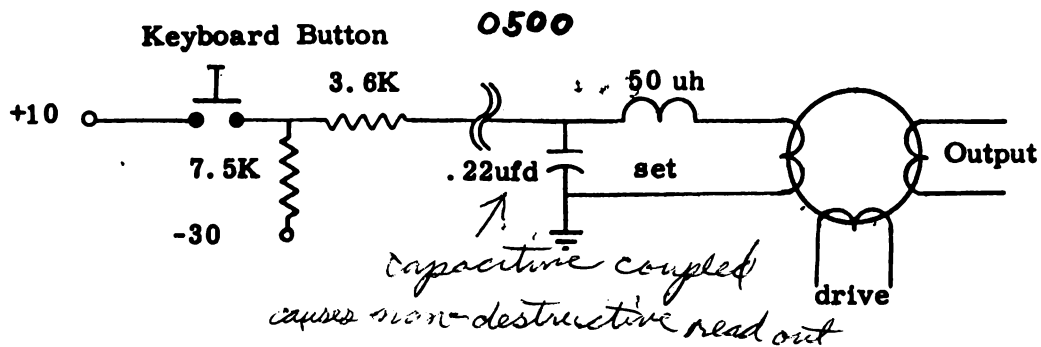 0500
Keyboard Button
3.6K
50 uh
+10
7.5K
.22ufd
set
Output
-30
capacitive coupled
drive
causes non-destructive read out